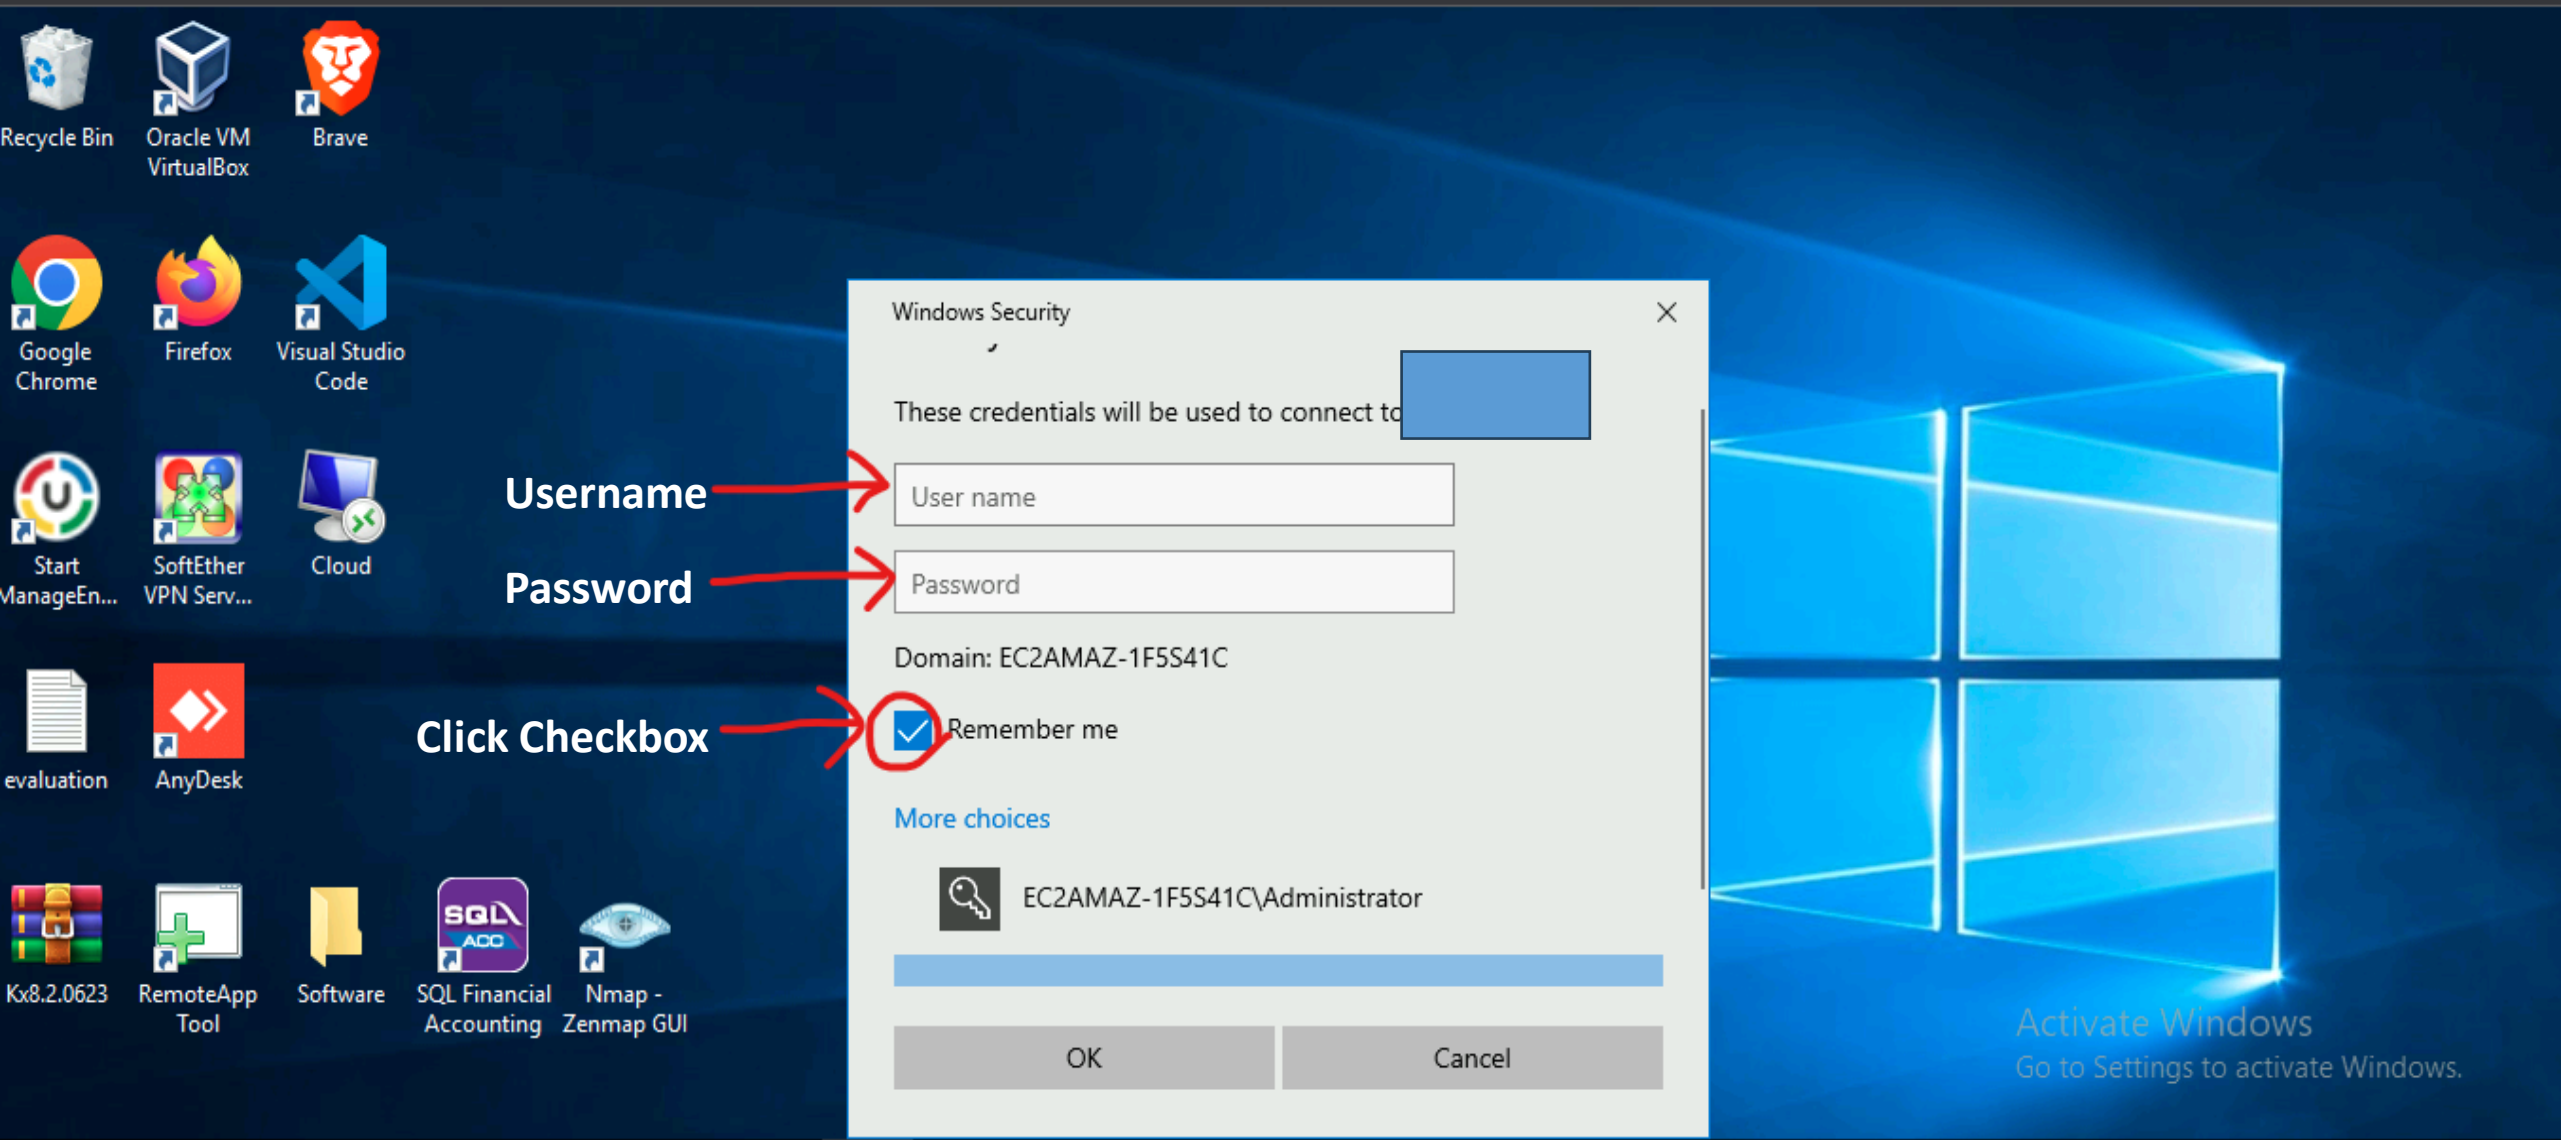 Recycle Bin
Oracle VM
VirtualBox
Brave
Google
Chrome
Firefox
Visual Studio
Code
Start
ManageEn...
SoftEther
VPN Serv...
Cloud
evaluation
AnyDesk
Kx8.2.0623
RemoteApp
Tool
Software
SQL
ACC
SQL Financial
Accounting
Nmap -
Zenmap GUI
Username
Password
Click Checkbox
Windows Security
These credentials will be used to connect to
User name
Password
Domain: EC2AMAZ-1F5S41C
Remember me
More choices
EC2AMAZ-1F5S41C\Administrator
OK
Cancel
Activate Windows
Go to Settings to activate Windows.